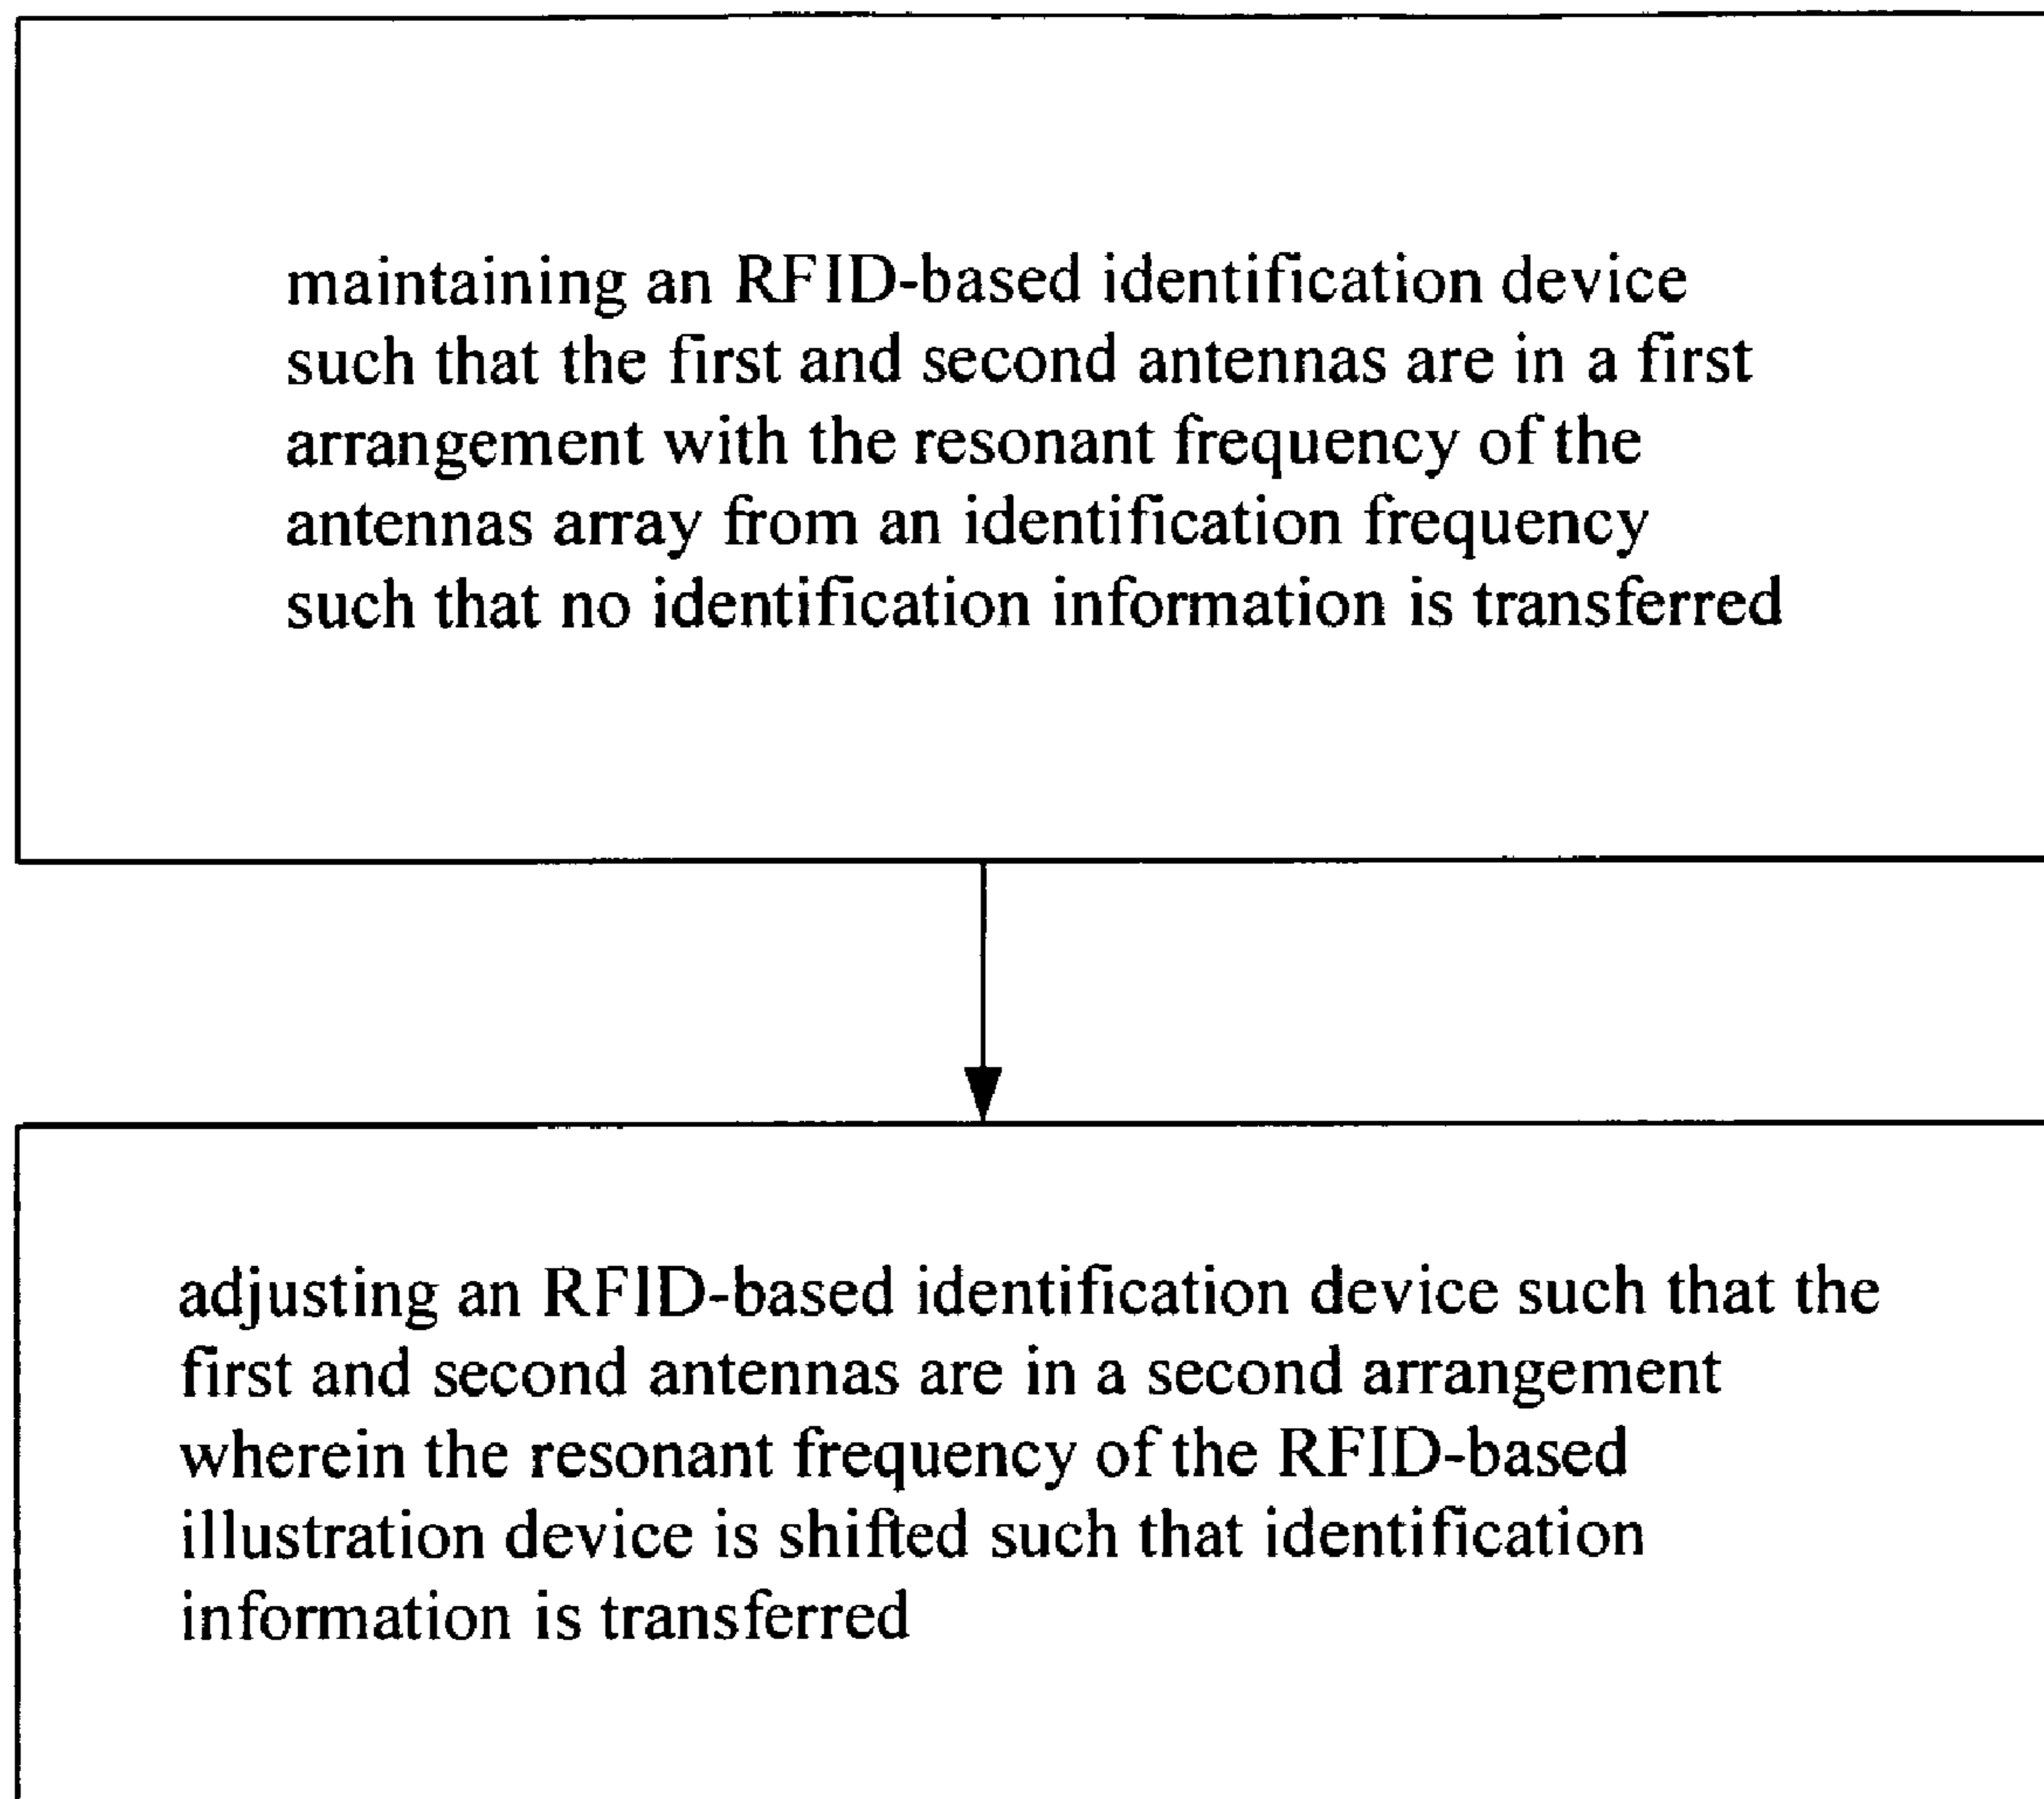 maintaining an RFID-based identification device
such that the first and second antennas are in a first
arrangement with the resonant frequency of the
antennas array from an identification frequency
such that no identification information is transferred
adjusting an RFID-based identification device such that the
first and second antennas are in a second arrangement
wherein the resonant frequency of the RFID-based
illustration device is shifted such that identification
information is transferred